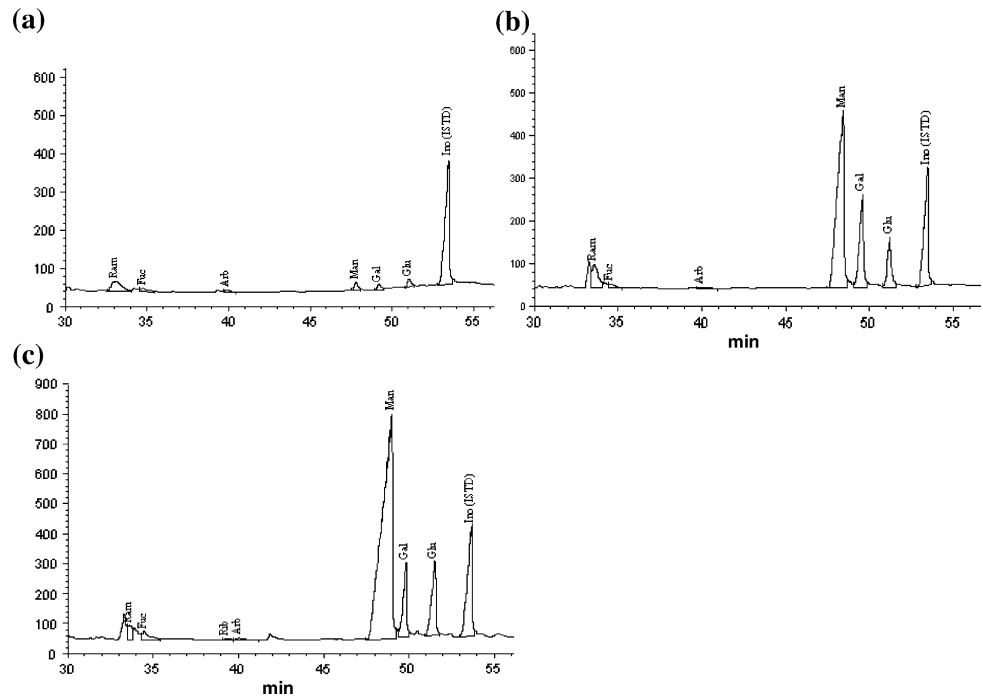 (a)
600
500
400
300
200
100
0
Ram
Fuc
Arb
Man
Gal
Glu
Ino (ISTD)
30 35 40 45 50 55
(b)
600
500
400
300
200
100
0
Ram
Fuc
Arb
Man
Gal
Glu
Ino (ISTD)
30 35 40 45 50 55
min
(c)
900
800
700
600
500
400
300
200
100
0
Ram
Fuc
Rib
Arb
Man
Gal
Glu
Ino (ISTD)
30 35 40 45 50 55
min